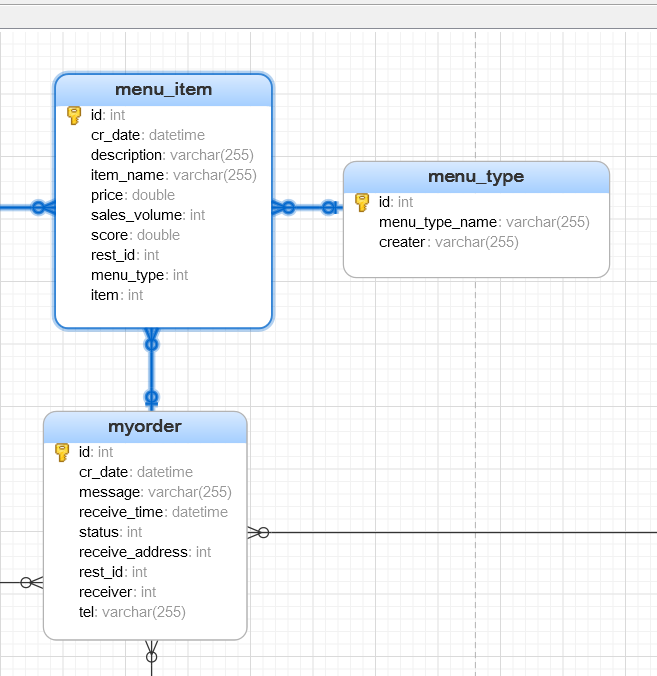 menu_item
id: int
cr_date: datetime
description: varchar(255)
item_name: varchar(255)
price: double
sales_volume: int
score: double
rest_id: int
menu_type: int
item: int
menu_type
id: int
menu_type_name: varchar(255)
creater: varchar(255)
myorder
id: int
cr_date: datetime
message: varchar(255)
receive_time: datetime
status: int
receive_address: int
rest_id: int
receiver: int
tel: varchar(255)